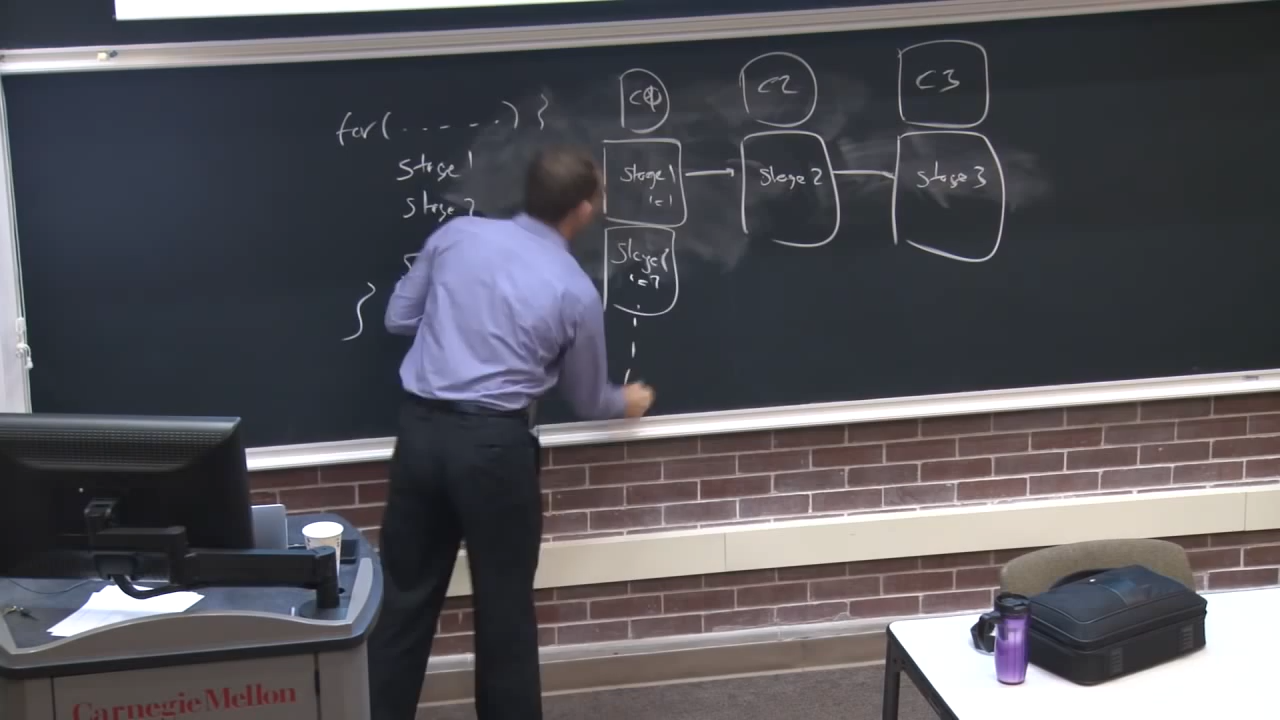 for( . . . . . ) }
stage 1
stage 2
}
C1
C2
C3
Stage 1
i=1
Stage 2
Stage 3
Stage 1
i=2
Carnegie Mellon